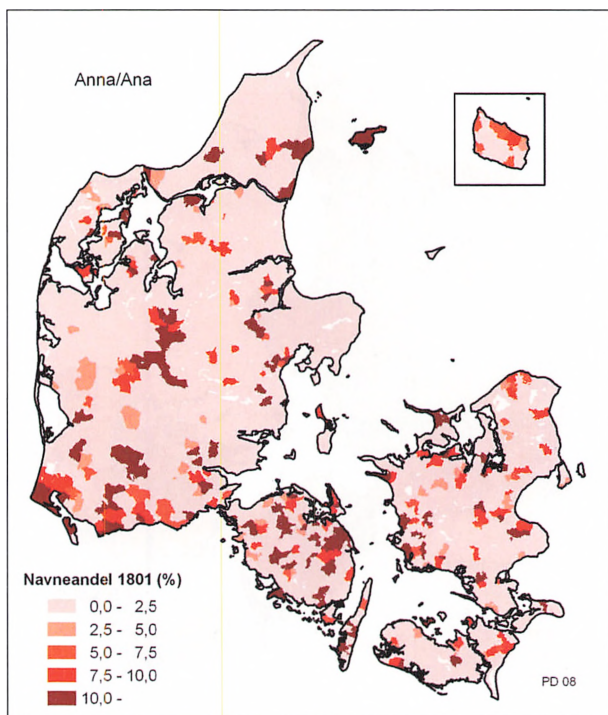 Anna/Ana
Navneandel 1801 (%)
0,0 - 2,5
2,5 - 5,0
5,0 - 7,5
7,5 - 10,0
10,0 -
PD 08